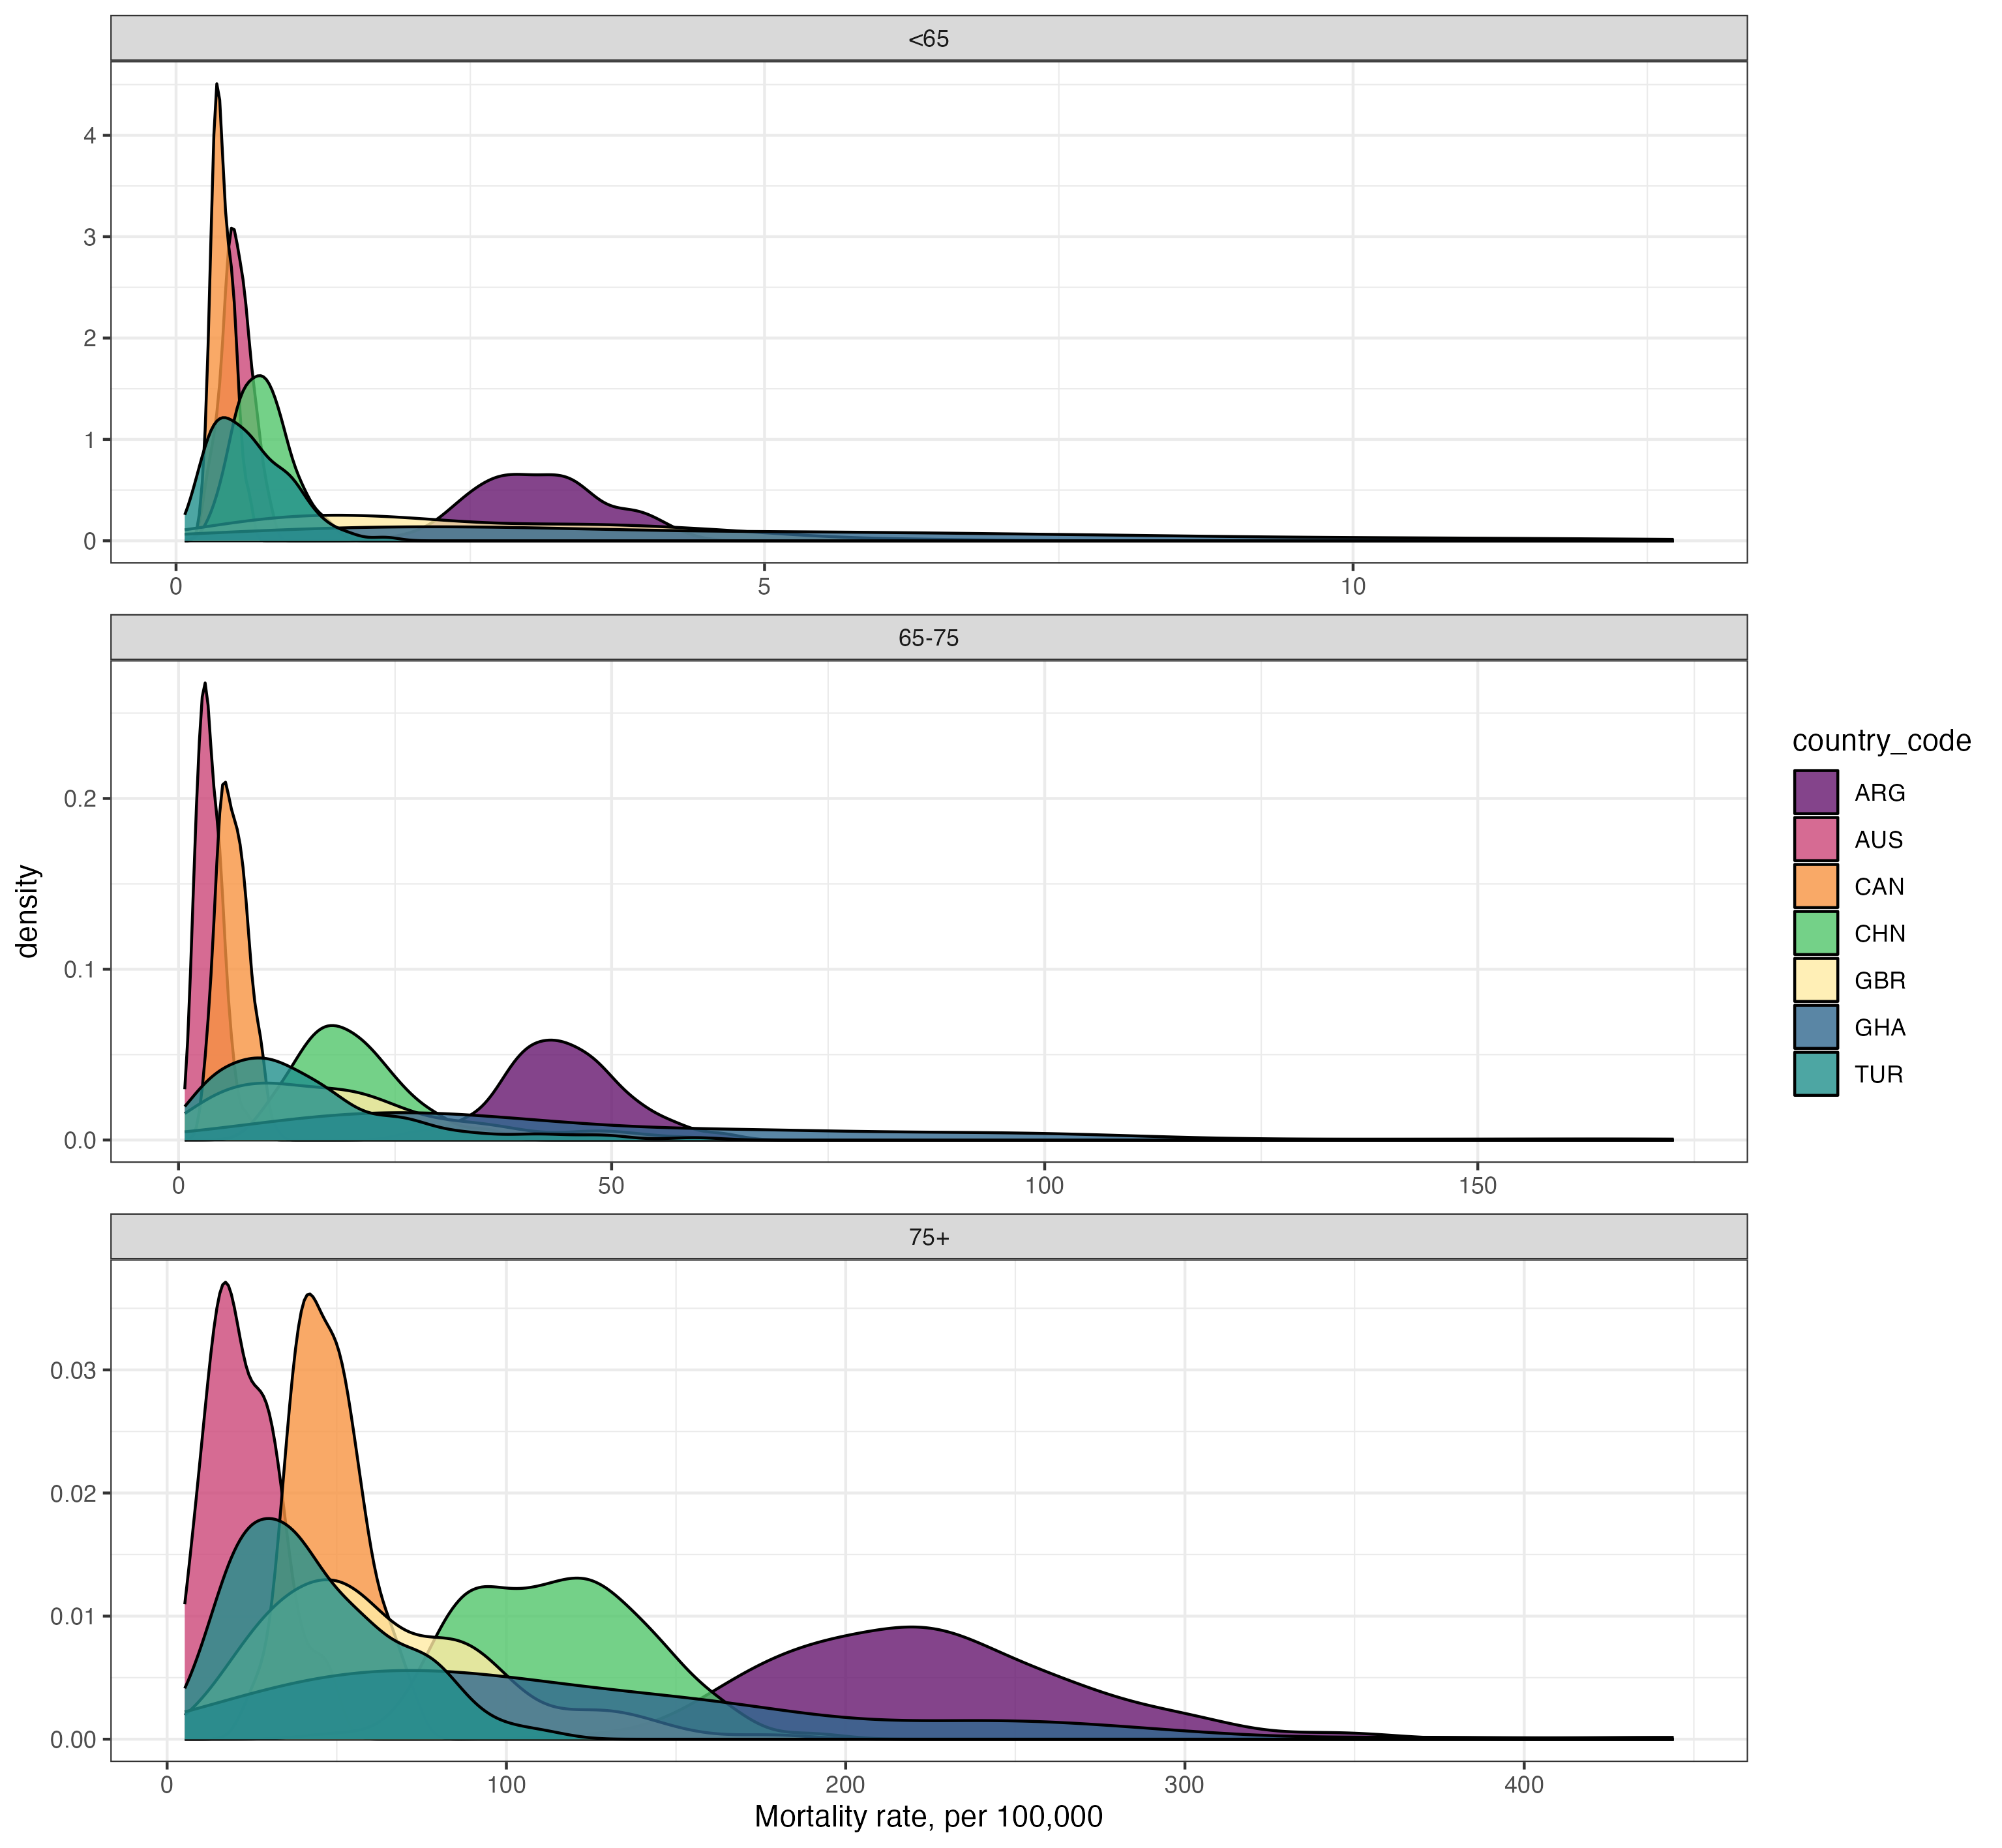 <65
4
3
2
1
0
0 5 10
65-75
0.2
0.1
0.0
0 50 100 150
75+
0.03
0.02
0.01
0.00
0 100 200 300 400
Mortality rate, per 100,000
density
country_code
ARG
AUS
CAN
CHN
GBR
GHA
TUR